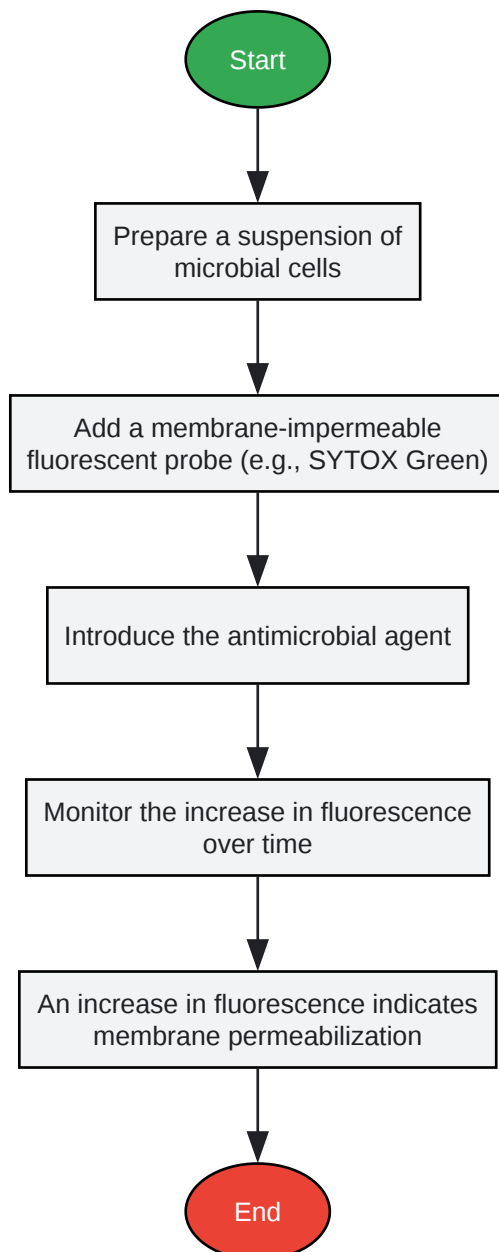 Start
Prepare a suspension of
microbial cells
Add a membrane-impermeable
fluorescent probe (e.g., SYTOX Green)
Introduce the antimicrobial agent
Monitor the increase in fluorescence
over time
An increase in fluorescence indicates
membrane permeabilization
End